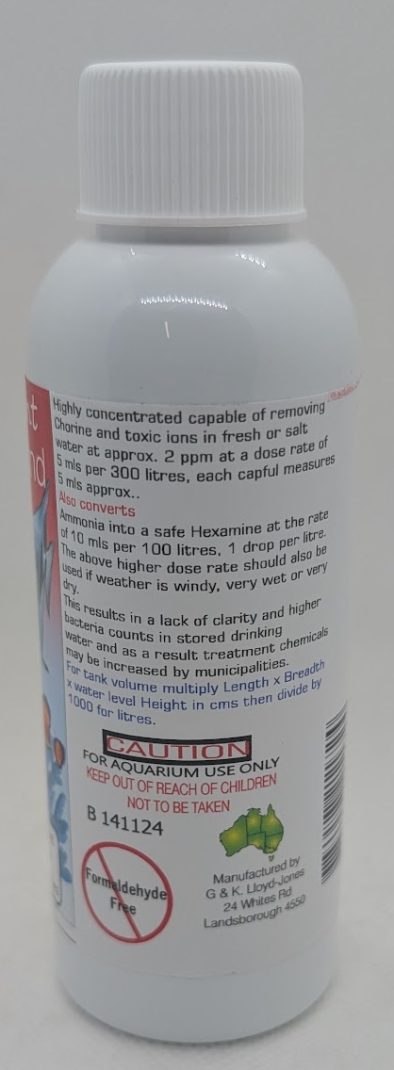 Highly concentrated capable of removing
Chorine and toxic ions in fresh or salt
water at approx. 2 ppm at a dose rate of
5 mls per 300 litres, each capful measures
5 mls approx..
Also converts
Ammonia into a safe Hexamine at the rate
of 10 mls per 100 litres, 1 drop per litre.
The above higher dose rate should also be
used if weather is windy, very wet or very
dry.
This results in a lack of clarity and higher
bacteria counts in stored drinking
water and as a result treatment chemicals
may be increased by municipalities.
For tank volume multiply Length x Breadth
x water level Height in cms then divide by
1000 for litres.
CAUTION
FOR AQUARIUM USE ONLY
KEEP OUT OF REACH OF CHILDREN
NOT TO BE TAKEN
B 141124
Formeldehyde
Free
Manufactured by
G & K. Lloyd-Jones
24 Whites Rd
Landsborough 4550